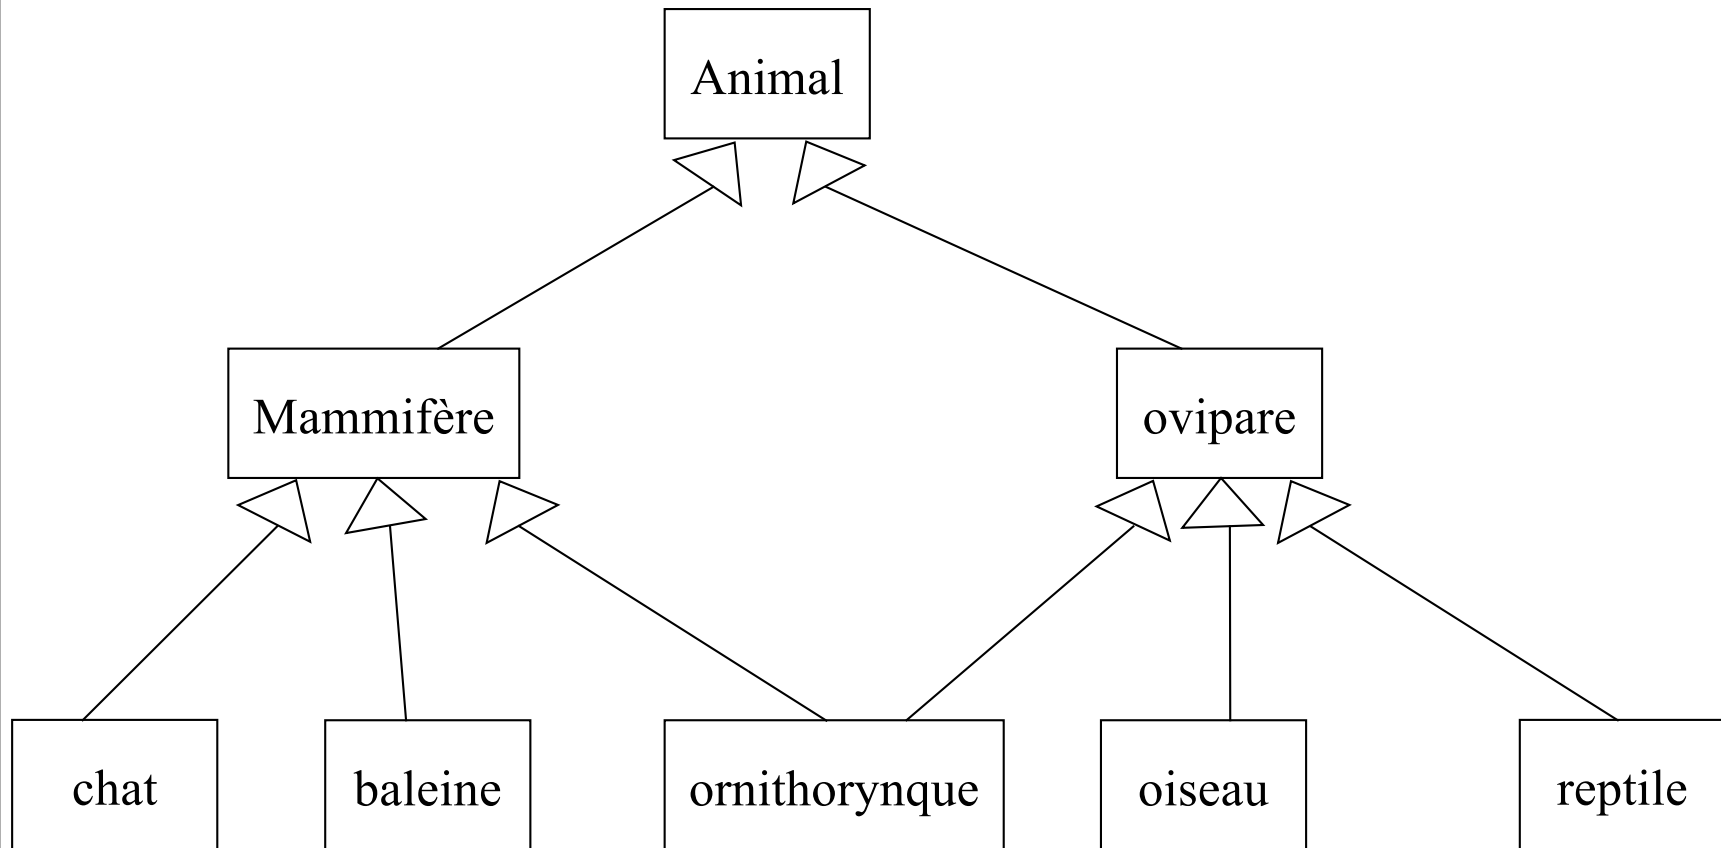 Animal
Mammifère
ovipare
chat
baleine
ornithorynque
oiseau
reptile